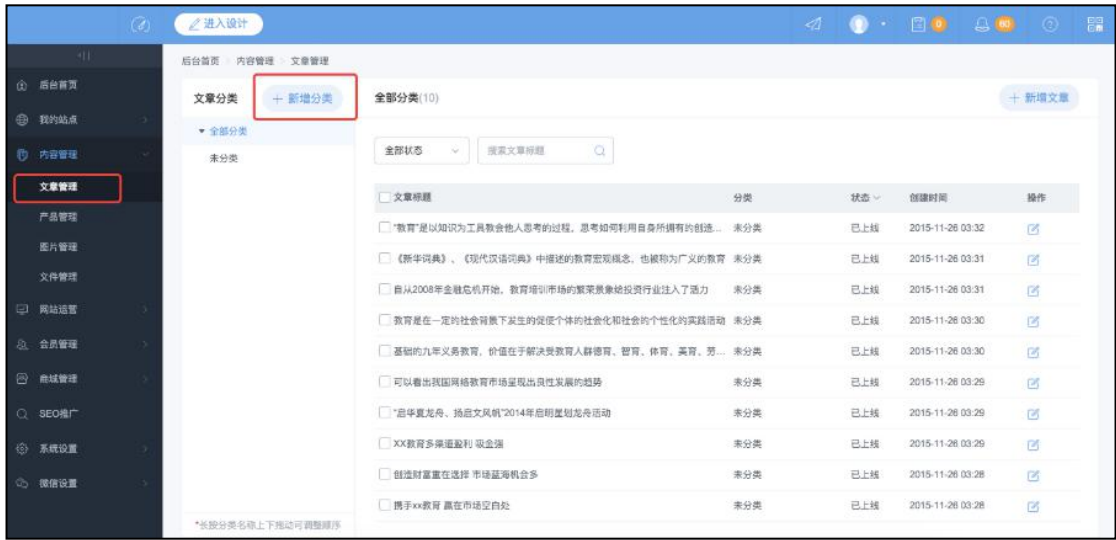 进入设计
0
60
后台首页 > 内容管理 > 文章管理
后台首页
我的站点
内容管理
文章管理
产品管理
图片管理
文件管理
网站运营
会员管理
商城管理
SEO推广
系统设置
微信设置
文章分类
+ 新增分类
全部分类
未分类
*长按分类名称上下拖动可调整顺序
全部分类(10)
+ 新增文章
全部状态
搜索文章标题
文章标题 分类 状态 创建时间 操作
"教育"是以知识为工具教会他人思考的过程，思考如何利用自身所拥有的创造... 未分类 已上线 2015-11-26 03:32
《新华词典》、《现代汉语词典》中描述的教育宏观概念，也被称为广义的教育 未分类 已上线 2015-11-26 03:31
自从2008年金融危机开始，教育培训市场的繁荣景象给投资行业注入了活力 未分类 已上线 2015-11-26 03:31
教育是在一定的社会背景下发生的促使个体的社会化和社会的个性化的实践活动 未分类 已上线 2015-11-26 03:30
基础的九年义务教育，价值在于解决受教育人群德育、智育、体育、美育、劳... 未分类 已上线 2015-11-26 03:30
可以看出我国网络教育市场呈现出良性发展的趋势 未分类 已上线 2015-11-26 03:29
"启华夏龙舟、扬启文风帆"2014年启明星划龙舟活动 未分类 已上线 2015-11-26 03:29
XX教育多渠道盈利 吸金强 未分类 已上线 2015-11-26 03:29
创造财富重在选择 市场蓝海机会多 未分类 已上线 2015-11-26 03:28
携手xx教育 赢在市场空白处 未分类 已上线 2015-11-26 03:28